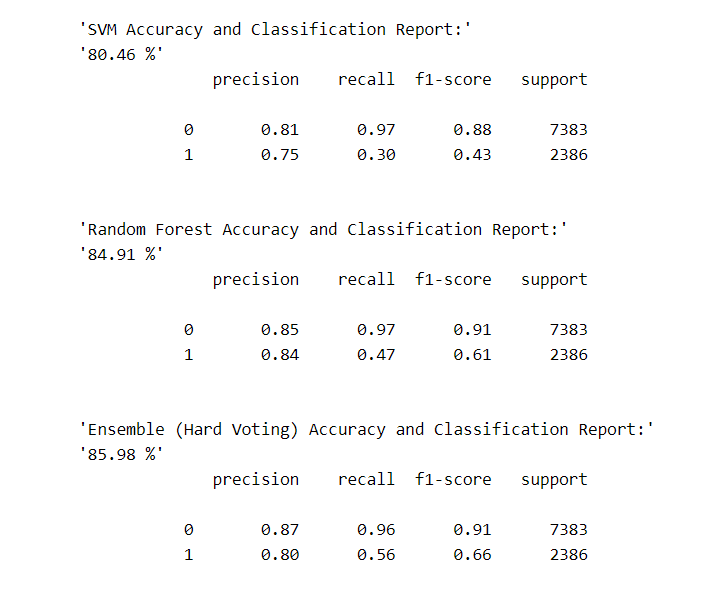 'SVM Accuracy and Classification Report:'
'80.46 %'
precision recall f1-score support
0 0.81 0.97 0.88 7383
1 0.75 0.30 0.43 2386
'Random Forest Accuracy and Classification Report:'
'84.91 %'
precision recall f1-score support
0 0.85 0.97 0.91 7383
1 0.84 0.47 0.61 2386
'Ensemble (Hard Voting) Accuracy and Classification Report:'
'85.98 %'
precision recall f1-score support
0 0.87 0.96 0.91 7383
1 0.80 0.56 0.66 2386